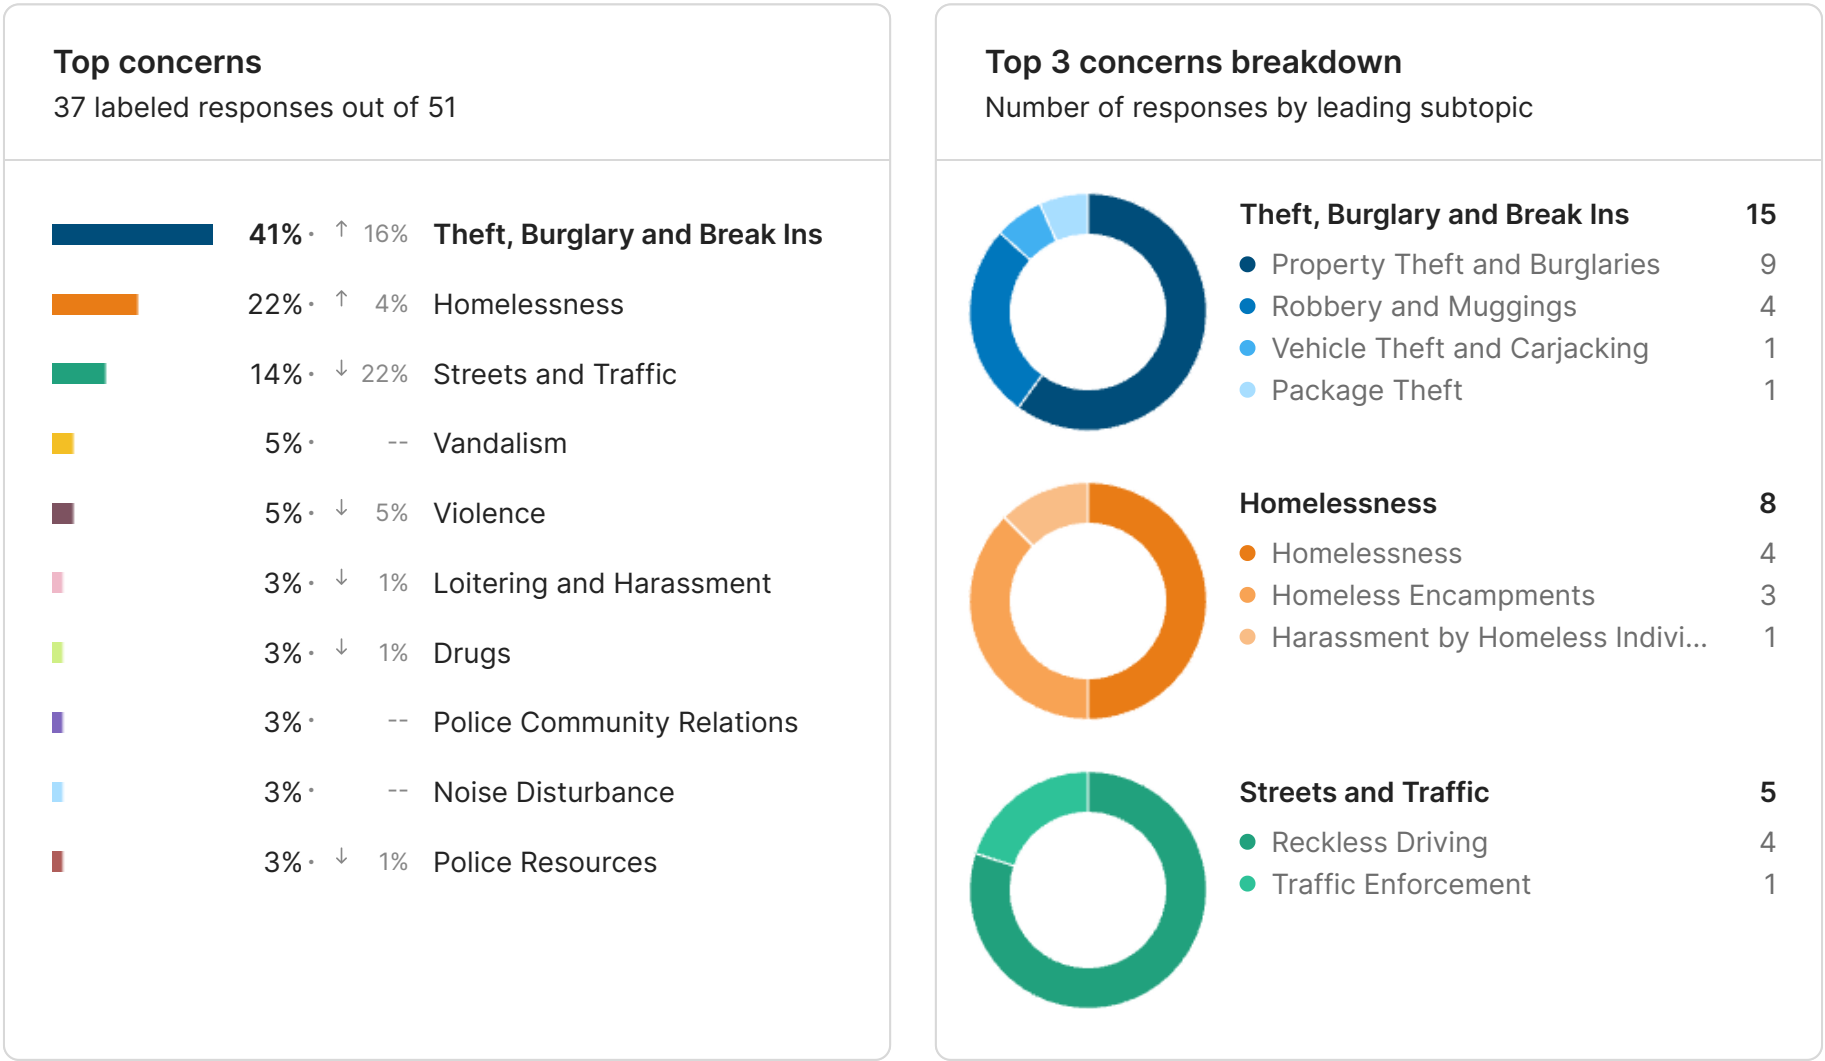 Top concerns
37 labeled responses out of 51
41% · ↑ 16% Theft, Burglary and Break Ins
22% · ↑ 4% Homelessness
14% · ↓ 22% Streets and Traffic
5% · -- Vandalism
5% · ↓ 5% Violence
3% · ↓ 1% Loitering and Harassment
3% · ↓ 1% Drugs
3% · -- Police Community Relations
3% · -- Noise Disturbance
3% · ↓ 1% Police Resources
Top 3 concerns breakdown
Number of responses by leading subtopic
Theft, Burglary and Break Ins 15
Property Theft and Burglaries 9
Robbery and Muggings 4
Vehicle Theft and Carjacking 1
Package Theft 1
Homelessness 8
Homelessness 4
Homeless Encampments 3
Harassment by Homeless Indivi... 1
Streets and Traffic 5
Reckless Driving 4
Traffic Enforcement 1